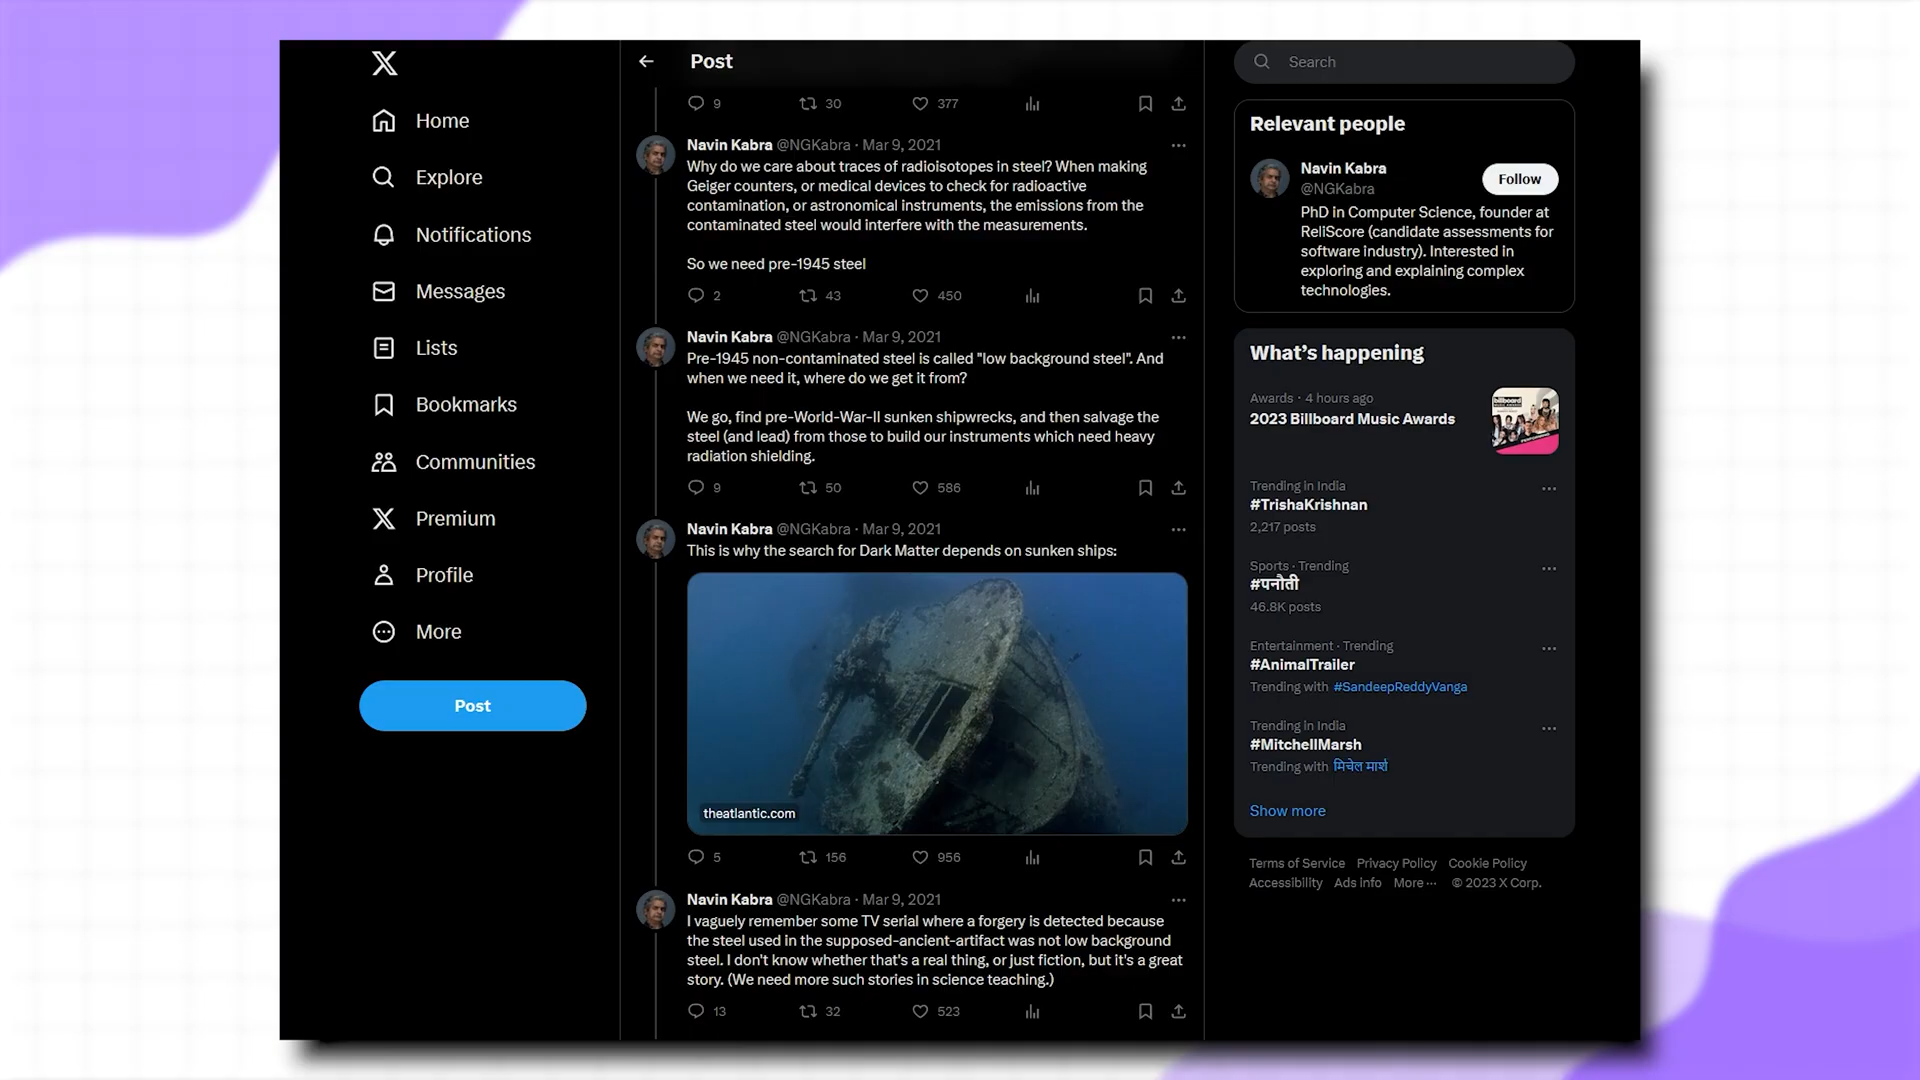 Home
Explore
Notifications
Messages
Lists
Bookmarks
Communities
Premium
Profile
More
Post
Post
9 30 377
Navin Kabra @NGKabra · Mar 9, 2021
Why do we care about traces of radioisotopes in steel? When making
Geiger counters, or medical devices to check for radioactive
contamination, or astronomical instruments, the emissions from the
contaminated steel would interfere with the measurements.
So we need pre-1945 steel
2 43 450
Navin Kabra @NGKabra · Mar 9, 2021
Pre-1945 non-contaminated steel is called "low background steel". And
when we need it, where do we get it from?
We go, find pre-World-War-II sunken shipwrecks, and then salvage the
steel (and lead) from those to build our instruments which need heavy
radiation shielding.
9 50 586
Navin Kabra @NGKabra · Mar 9, 2021
This is why the search for Dark Matter depends on sunken ships:
theatlantic.com
5 156 956
Navin Kabra @NGKabra · Mar 9, 2021
I vaguely remember some TV serial where a forgery is detected because
the steel used in the supposed-ancient-artifact was not low background
steel. I don't know whether that's a real thing, or just fiction, but it's a great
story. (We need more such stories in science teaching.)
13 32 523
Search
Relevant people
Navin Kabra
@NGKabra
Follow
PhD in Computer Science, founder at
ReliScore (candidate assessments for
software industry). Interested in
exploring and explaining complex
technologies.
What's happening
Awards · 4 hours ago
2023 Billboard Music Awards
Trending in India
#TrishaKrishnan
2,217 posts
Sports · Trending
#पनौती
46.8K posts
Entertainment · Trending
#AnimalTrailer
Trending with #SandeepReddyVanga
Trending in India
#MitchellMarsh
Trending with मिचेल मार्श
Show more
Terms of Service Privacy Policy Cookie Policy
Accessibility Ads info More ··· © 2023 X Corp.